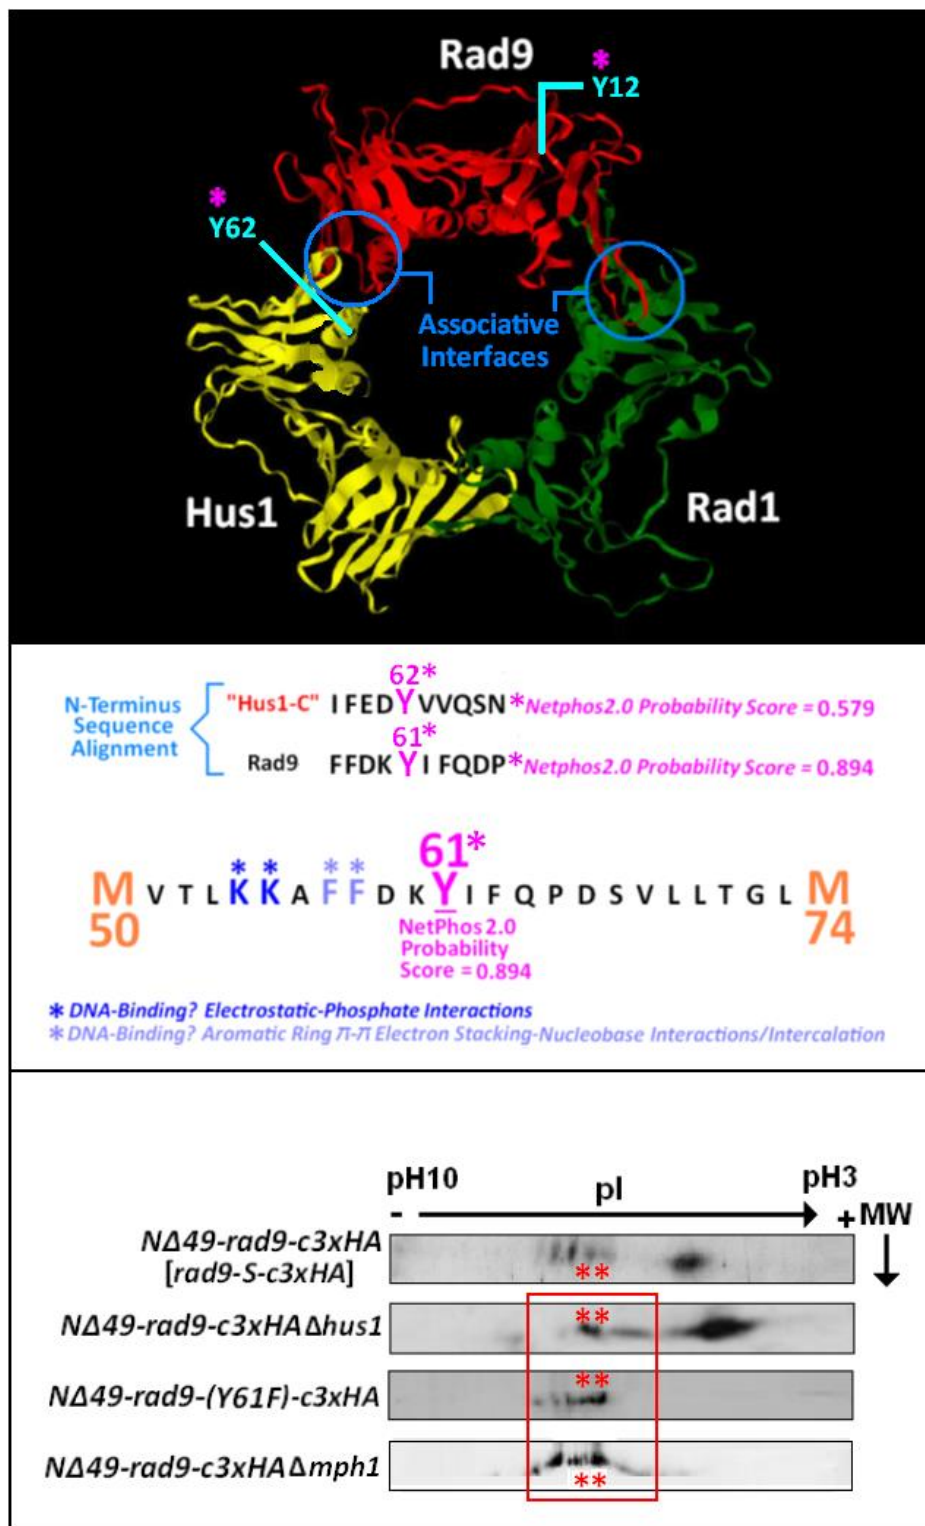 Rad9
*
Y12
*
Y62
Associative
Interfaces
Hus1
Rad1
N-Terminus
Sequence
Alignment
62*
"Hus1-C" I F E D Y V V Q S N *Netphos2.0 Probability Score = 0.579
61*
Rad9 F F D K Y I F Q D P *Netphos2.0 Probability Score = 0.894
61*
* * * *
M V T L K K A F F D K Y I F Q P D S V L L T G L M
50 74
NetPhos 2.0
Probability
Score = 0.894
* DNA-Binding? Electrostatic-Phosphate Interactions
* DNA-Binding? Aromatic Ring π-π Electron Stacking-Nucleobase Interactions/Intercalation
pH10 pI pH3
- + MW
NΔ49-rad9-c3xHA
[rad9-S-c3xHA]
**
NΔ49-rad9-c3xHAΔhus1
**
NΔ49-rad9-(Y61F)-c3xHA
**
NΔ49-rad9-c3xHAΔmph1
**